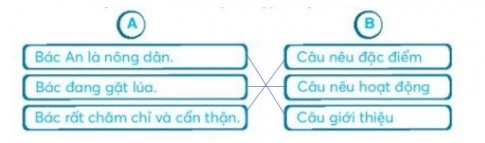 A B
Bác An là nông dân. Câu nêu đặc điểm
Bác đang gặt lúa. Câu nêu hoạt động
Bác rất chăm chỉ và cẩn thận. Câu giới thiệu